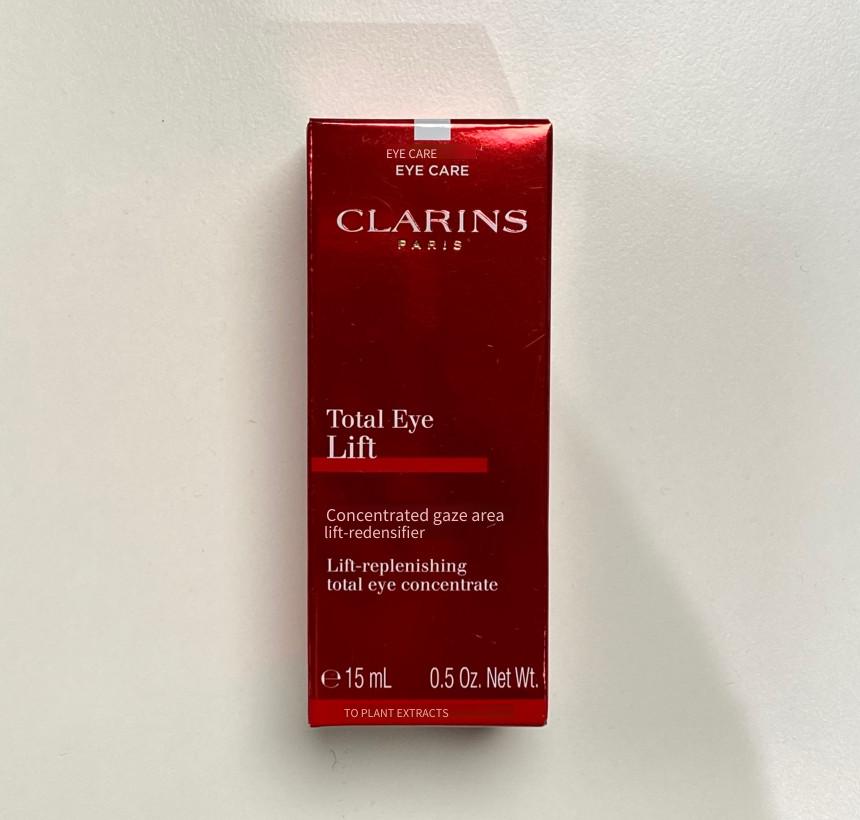 EYE CARE
EYE CARE
CLARINS
PARIS
Total Eye
Lift
Concentrated gaze area
lift-redensifier
Lift-replenishing
total eye concentrate
℮ 15 mL 0.5 Oz. Net Wt.
TO PLANT EXTRACTS